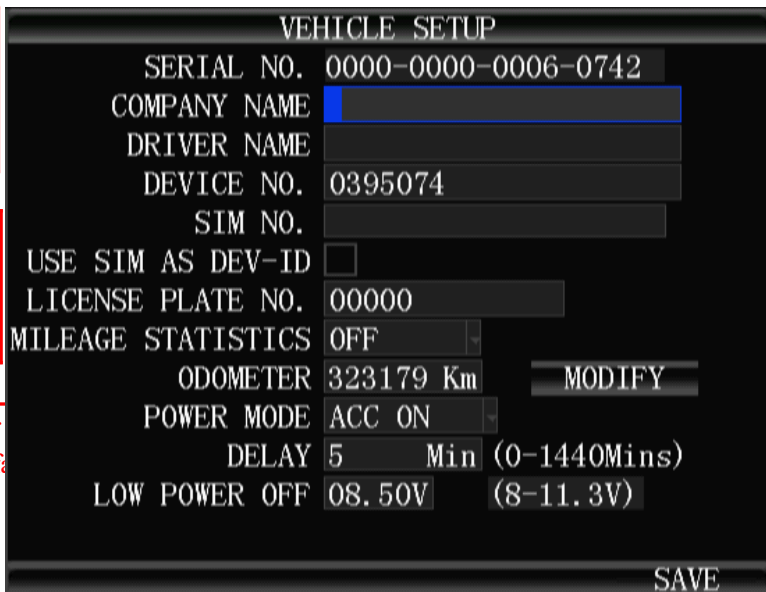 VEHICLE SETUP
SERIAL NO. 0000-0000-0006-0742
COMPANY NAME
DRIVER NAME
DEVICE NO. 0395074
SIM NO.
USE SIM AS DEV-ID
LICENSE PLATE NO. 00000
MILEAGE STATISTICS OFF
ODOMETER 323179 Km MODIFY
POWER MODE ACC ON
DELAY 5 Min (0-1440Mins)
LOW POWER OFF 08.50V (8-11.3V)
SAVE